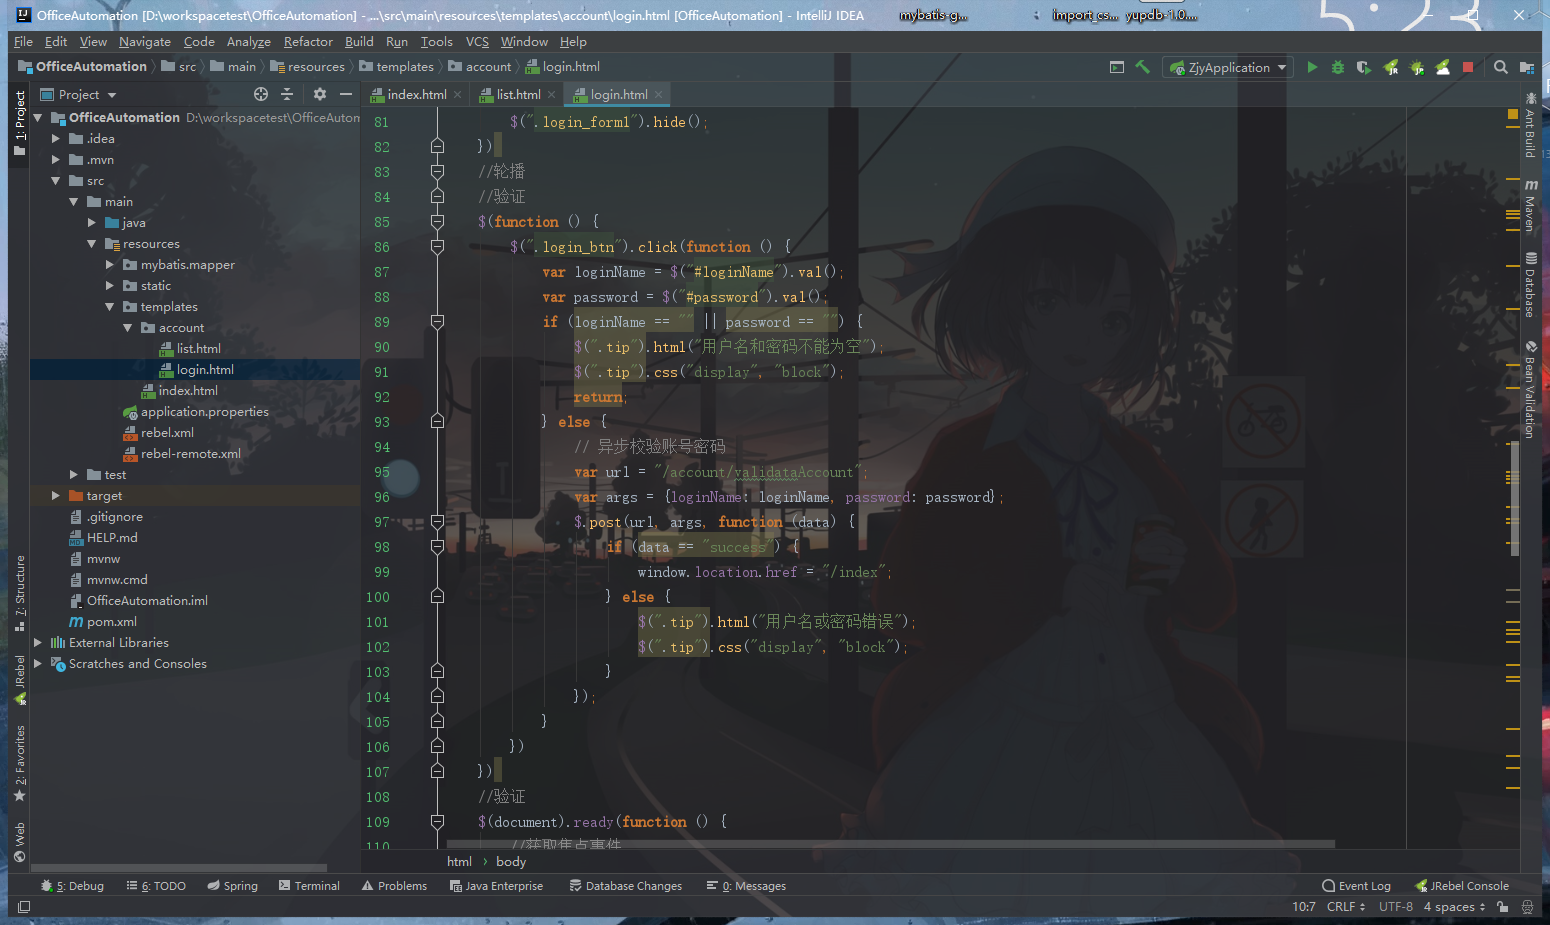 OfficeAutomation [D:\workspacetest\OfficeAutomation] - ...\src\main\resources\templates\account\login.html [OfficeAutomation] - IntelliJ IDEA
mybatis-g... import_cs... yupdb-1.0....
File Edit View Navigate Code Analyze Refactor Build Run Tools VCS Window Help
OfficeAutomation src main resources templates account login.html
ZjyApplication
Project
index.html list.html login.html
1: Project
7: Structure
JRebel
2: Favorites
Web
OfficeAutomation D:\workspacetest\OfficeAutom
.idea
.mvn
src
main
java
resources
mybatis.mapper
static
templates
account
list.html
login.html
index.html
application.properties
rebel.xml
rebel-remote.xml
test
target
.gitignore
HELP.md
mvnw
mvnw.cmd
OfficeAutomation.iml
pom.xml
External Libraries
Scratches and Consoles
81 $(".login_form1").hide();
82 })
83 //轮播
84 //验证
85 $(function () {
86 $(".login_btn").click(function () {
87 var loginName = $("#loginName").val();
88 var password = $("#password").val();
89 if (loginName == "" || password == "") {
90 $(".tip").html("用户名和密码不能为空");
91 $(".tip").css("display", "block");
92 return;
93 } else {
94 // 异步校验账号密码
95 var url = "/account/validataAccount";
96 var args = {loginName: loginName, password: password};
97 $.post(url, args, function (data) {
98 if (data == "success") {
99 window.location.href = "/index";
100 } else {
101 $(".tip").html("用户名或密码错误");
102 $(".tip").css("display", "block");
103 }
104 });
105 }
106 })
107 })
108 //验证
109 $(document).ready(function () {
110 //获取焦点事件
Ant Build
Maven
Database
Bean Validation
html › body
5: Debug 6: TODO Spring Terminal Problems Java Enterprise Database Changes 0: Messages Event Log JRebel Console
10:7 CRLF UTF-8 4 spaces